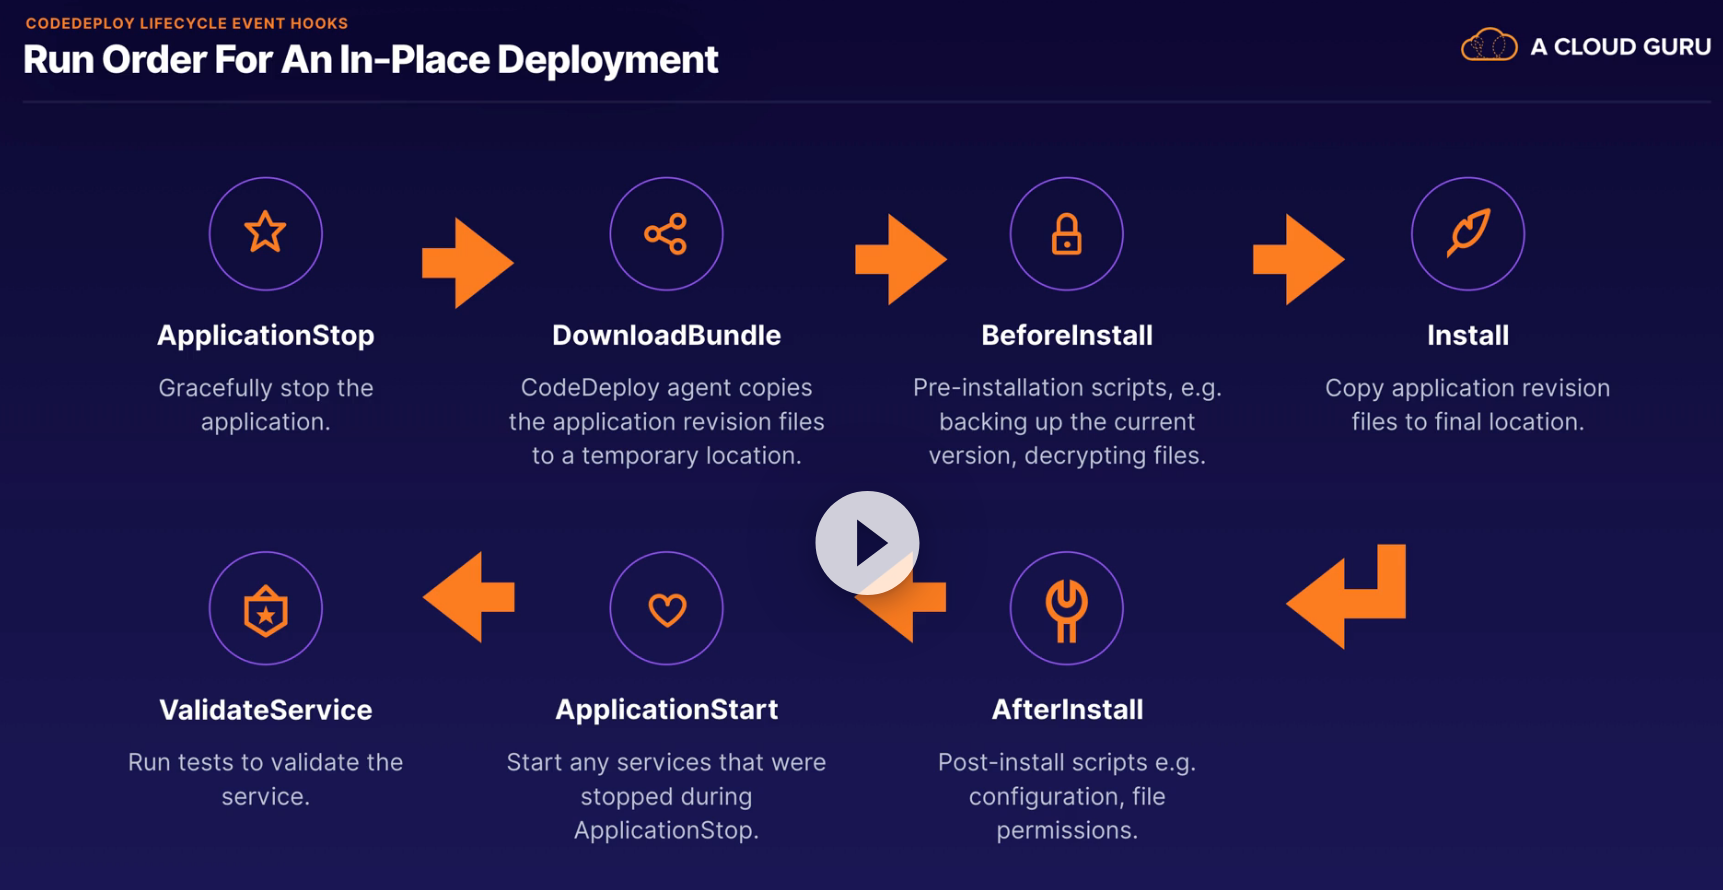 CODEDEPLOY LIFECYCLE EVENT HOOKS
Run Order For An In-Place Deployment
A CLOUD GURU
ApplicationStop
Gracefully stop the
application.
DownloadBundle
CodeDeploy agent copies
the application revision files
to a temporary location.
BeforeInstall
Pre-installation scripts, e.g.
backing up the current
version, decrypting files.
Install
Copy application revision
files to final location.
AfterInstall
Post-install scripts e.g.
configuration, file
permissions.
ApplicationStart
Start any services that were
stopped during
ApplicationStop.
ValidateService
Run tests to validate the
service.